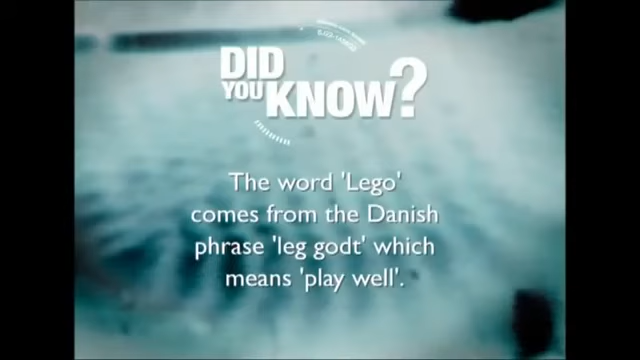 DID
YOU KNOW?
The word 'Lego'
comes from the Danish
phrase 'leg godt' which
means 'play well'.